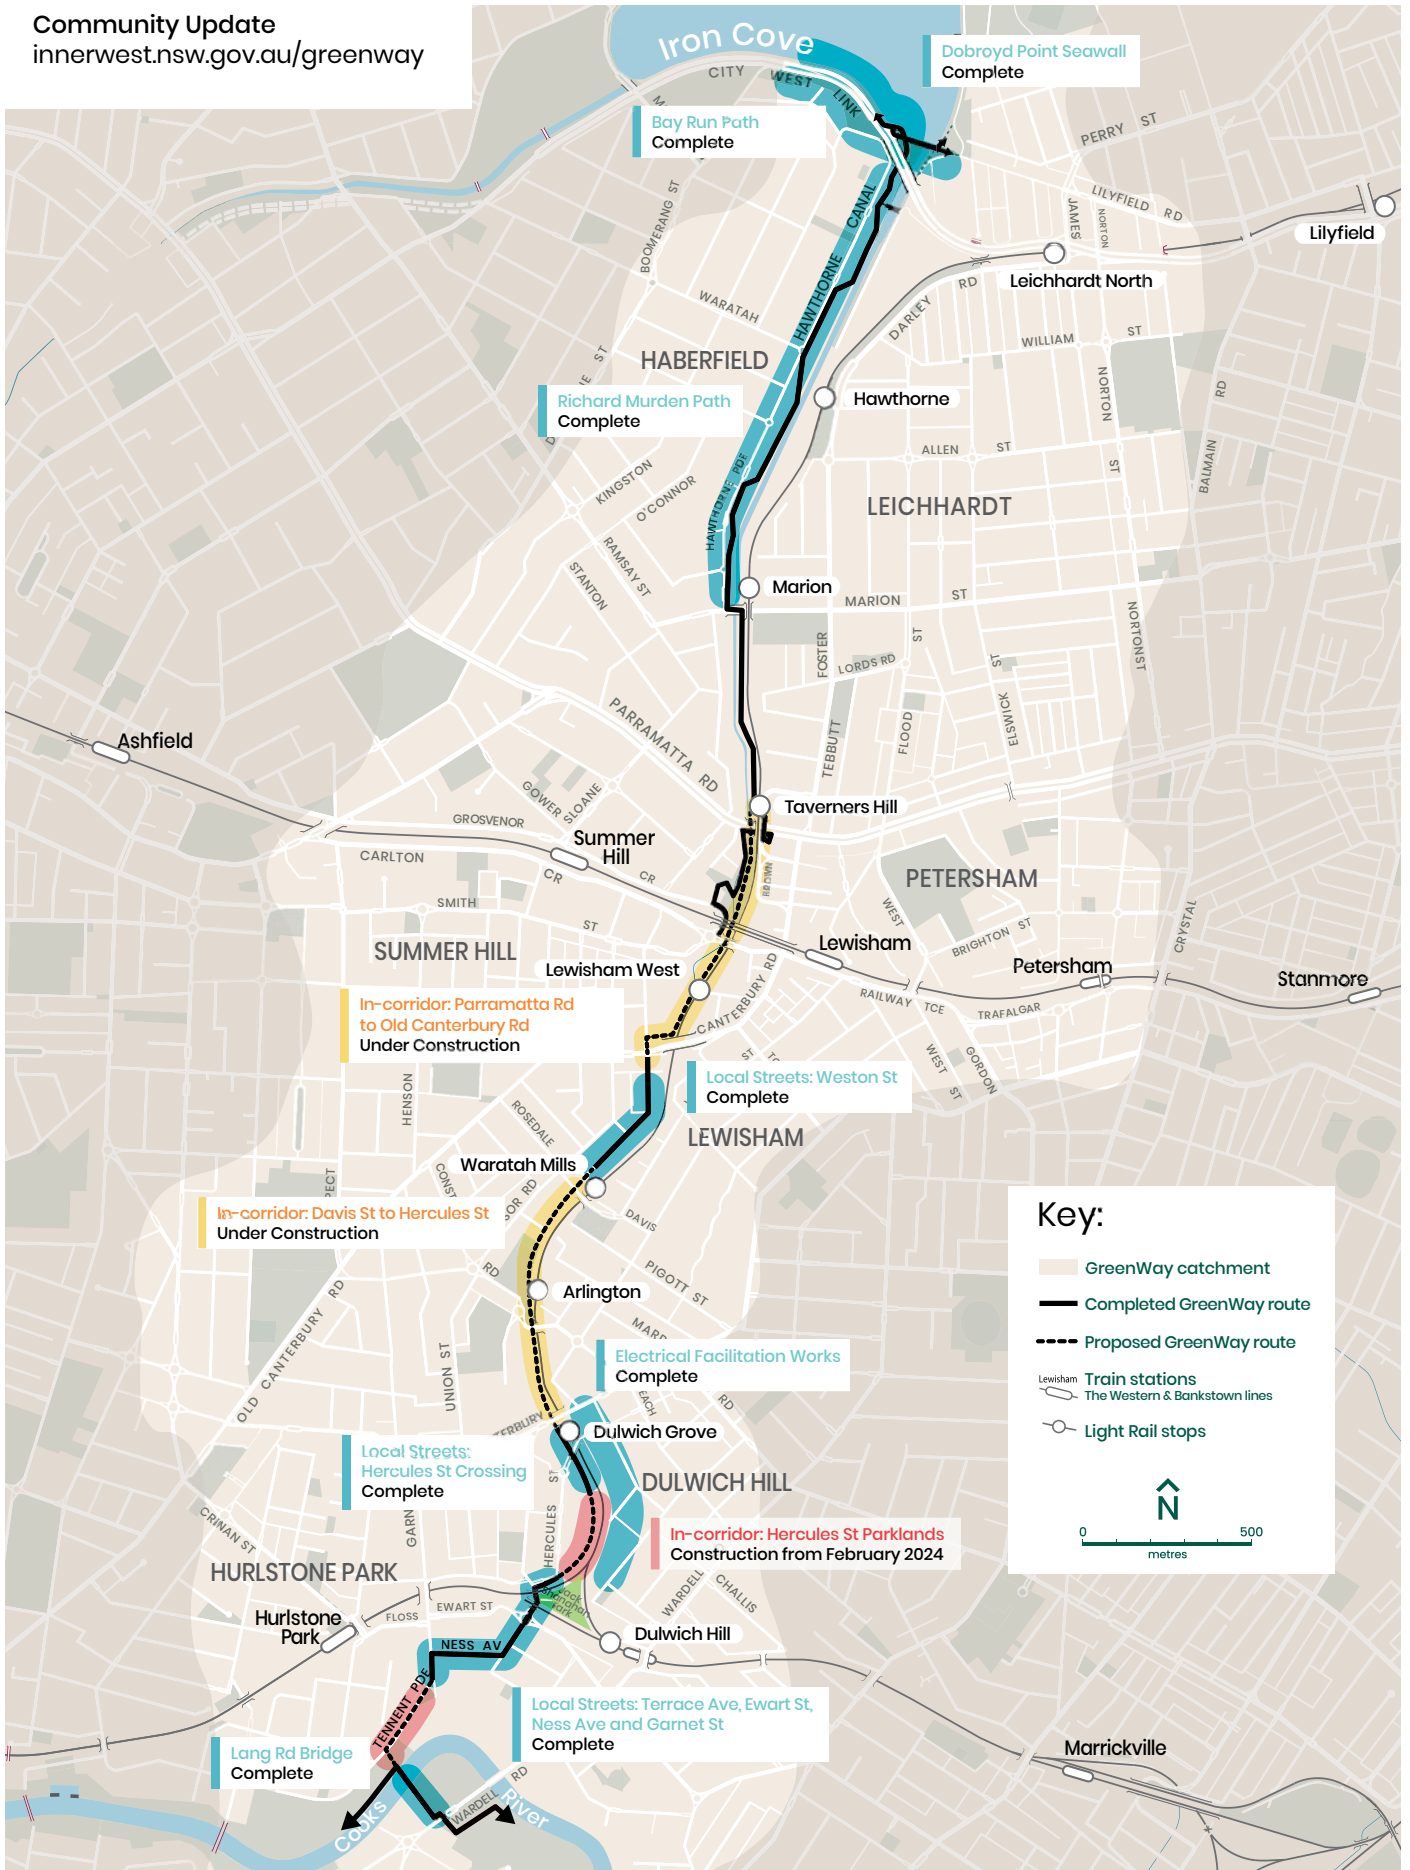 Community Update
innerwest.nsw.gov.au/greenway
Iron Cove
CITY WEST LINK
Dobroyd Point Seawall
Complete
Bay Run Path
Complete
PERRY ST
LILYFIELD RD
JAMES
NORTON
Lilyfield
Leichhardt North
BOOMERANG ST
CANAL
HAWTHORNE
WARATAH
DARLEY RD
WILLIAM ST
HABERFIELD
ST
Richard Murden Path
Complete
Hawthorne
NORTON ST
BALMAIN RD
ALLEN ST
KINGSTON
O'CONNOR
HAWTHORNE PDE
LEICHHARDT
RAMSAY ST
STANTON
Marion
MARION ST
FOSTER ST
LORDS RD
NORTON ST
ELSWICK ST
FLOOD
TEBBUTT
PARRAMATTA RD
Ashfield
GOWER
SLOANE
GROSVENOR
Taverners Hill
Summer
Hill
CARLTON CR
CR
SMITH ST
PETERSHAM
WEST
BRIGHTON ST
CRYSTAL
SUMMER HILL
Lewisham
Lewisham West
Petersham
Stanmore
CANTERBURY RD
RAILWAY TCE
TRAFALGAR
In-corridor: Parramatta Rd
to Old Canterbury Rd
Under Construction
WEST ST
GORDON
ST
Local Streets: Weston St
Complete
HENSON
ROSEDALE
LEWISHAM
Waratah Mills
In-corridor: Davis St to Hercules St
Under Construction
DAVIS
RD
PIGOTT ST
Arlington
OLD CANTERBURY RD
UNION ST
Electrical Facilitation Works
Complete
RD
Dulwich Grove
Local Streets:
Hercules St Crossing
Complete
DULWICH HILL
HERCULES ST
CRINAN ST
In-corridor: Hercules St Parklands
Construction from February 2024
HURLSTONE PARK
WARDELL
CHALLIS
Jack
Shanahan
Park
Hurlstone
Park
FLOSS
EWART ST
Dulwich Hill
NESS AV
TENNENT PDE
Local Streets: Terrace Ave, Ewart St,
Ness Ave and Garnet St
Complete
Lang Rd Bridge
Complete
Marrickville
WARDELL RD
Cooks River
Key:
GreenWay catchment
Completed GreenWay route
Proposed GreenWay route
Lewisham
Train stations
The Western & Bankstown lines
Light Rail stops
N
0 500
metres